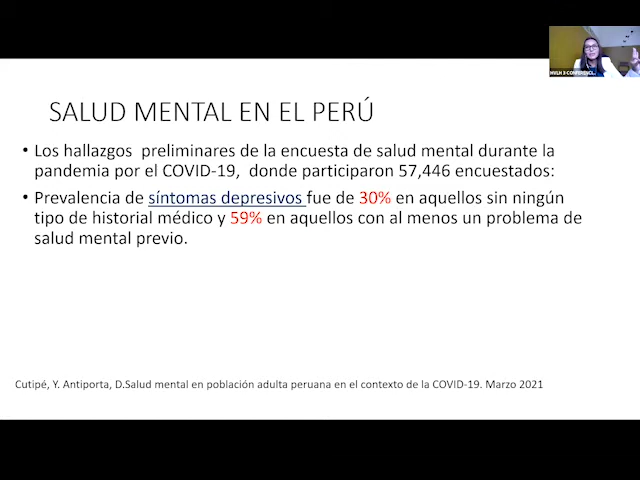 HVLH 3-CONFERENCI...
SALUD MENTAL EN EL PERÚ
• Los hallazgos preliminares de la encuesta de salud mental durante la
pandemia por el COVID-19, donde participaron 57,446 encuestados:
• Prevalencia de síntomas depresivos fue de 30% en aquellos sin ningún
tipo de historial médico y 59% en aquellos con al menos un problema de
salud mental previo.
Cutipé, Y. Antiporta, D.Salud mental en población adulta peruana en el contexto de la COVID-19. Marzo 2021